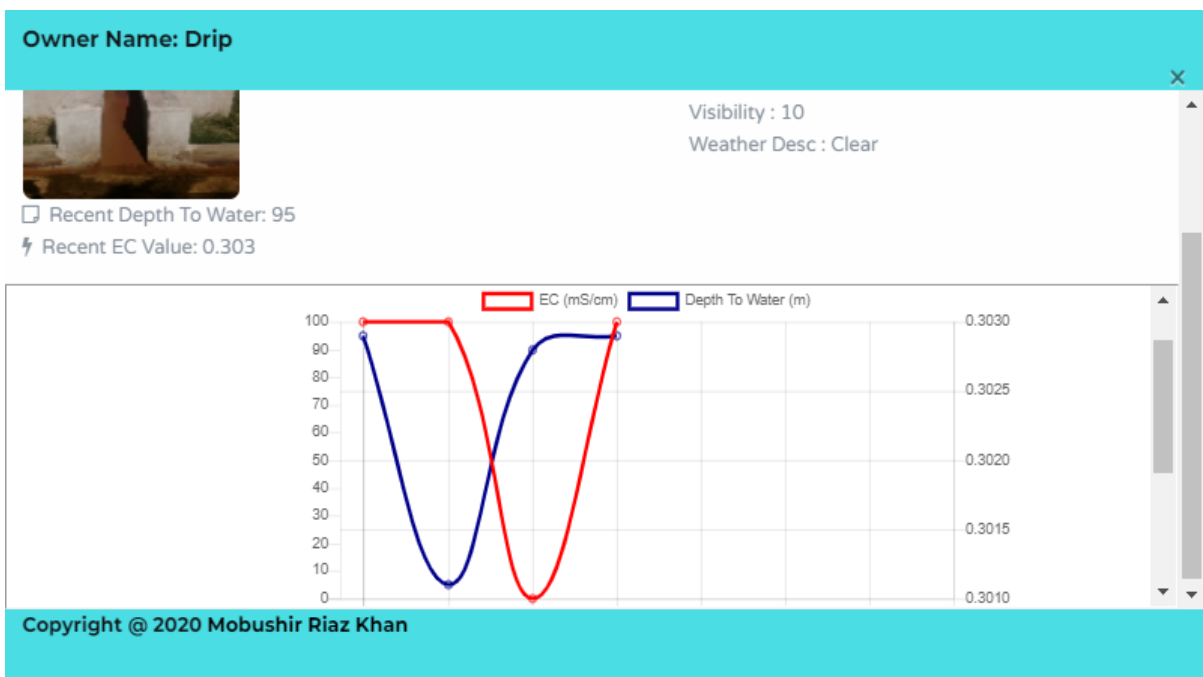 Owner Name: Drip
×
Visibility : 10
Weather Desc : Clear
Recent Depth To Water: 95
Recent EC Value: 0.303
EC (mS/cm) Depth To Water (m)
100 0.3030
90
80
70 0.3025
60
50 0.3020
40
30 0.3015
20
10
0 0.3010
Copyright @ 2020 Mobushir Riaz Khan